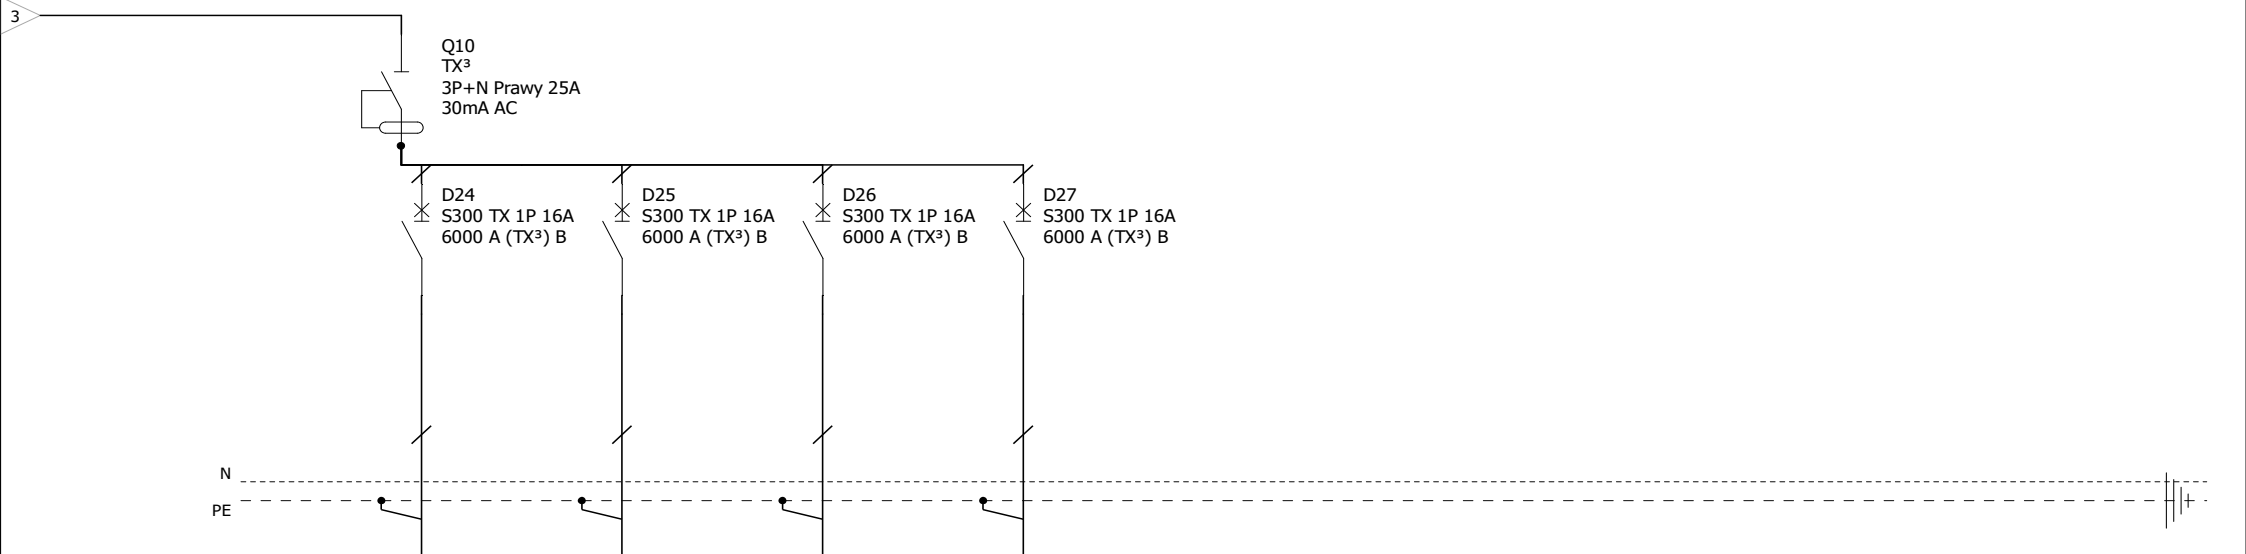 3
Q10
TX³
3P+N Prawy 25A
30mA AC
D24
S300 TX 1P 16A
6000 A (TX³) B
D25
S300 TX 1P 16A
6000 A (TX³) B
D26
S300 TX 1P 16A
6000 A (TX³) B
D27
S300 TX 1P 16A
6000 A (TX³) B
N
PE